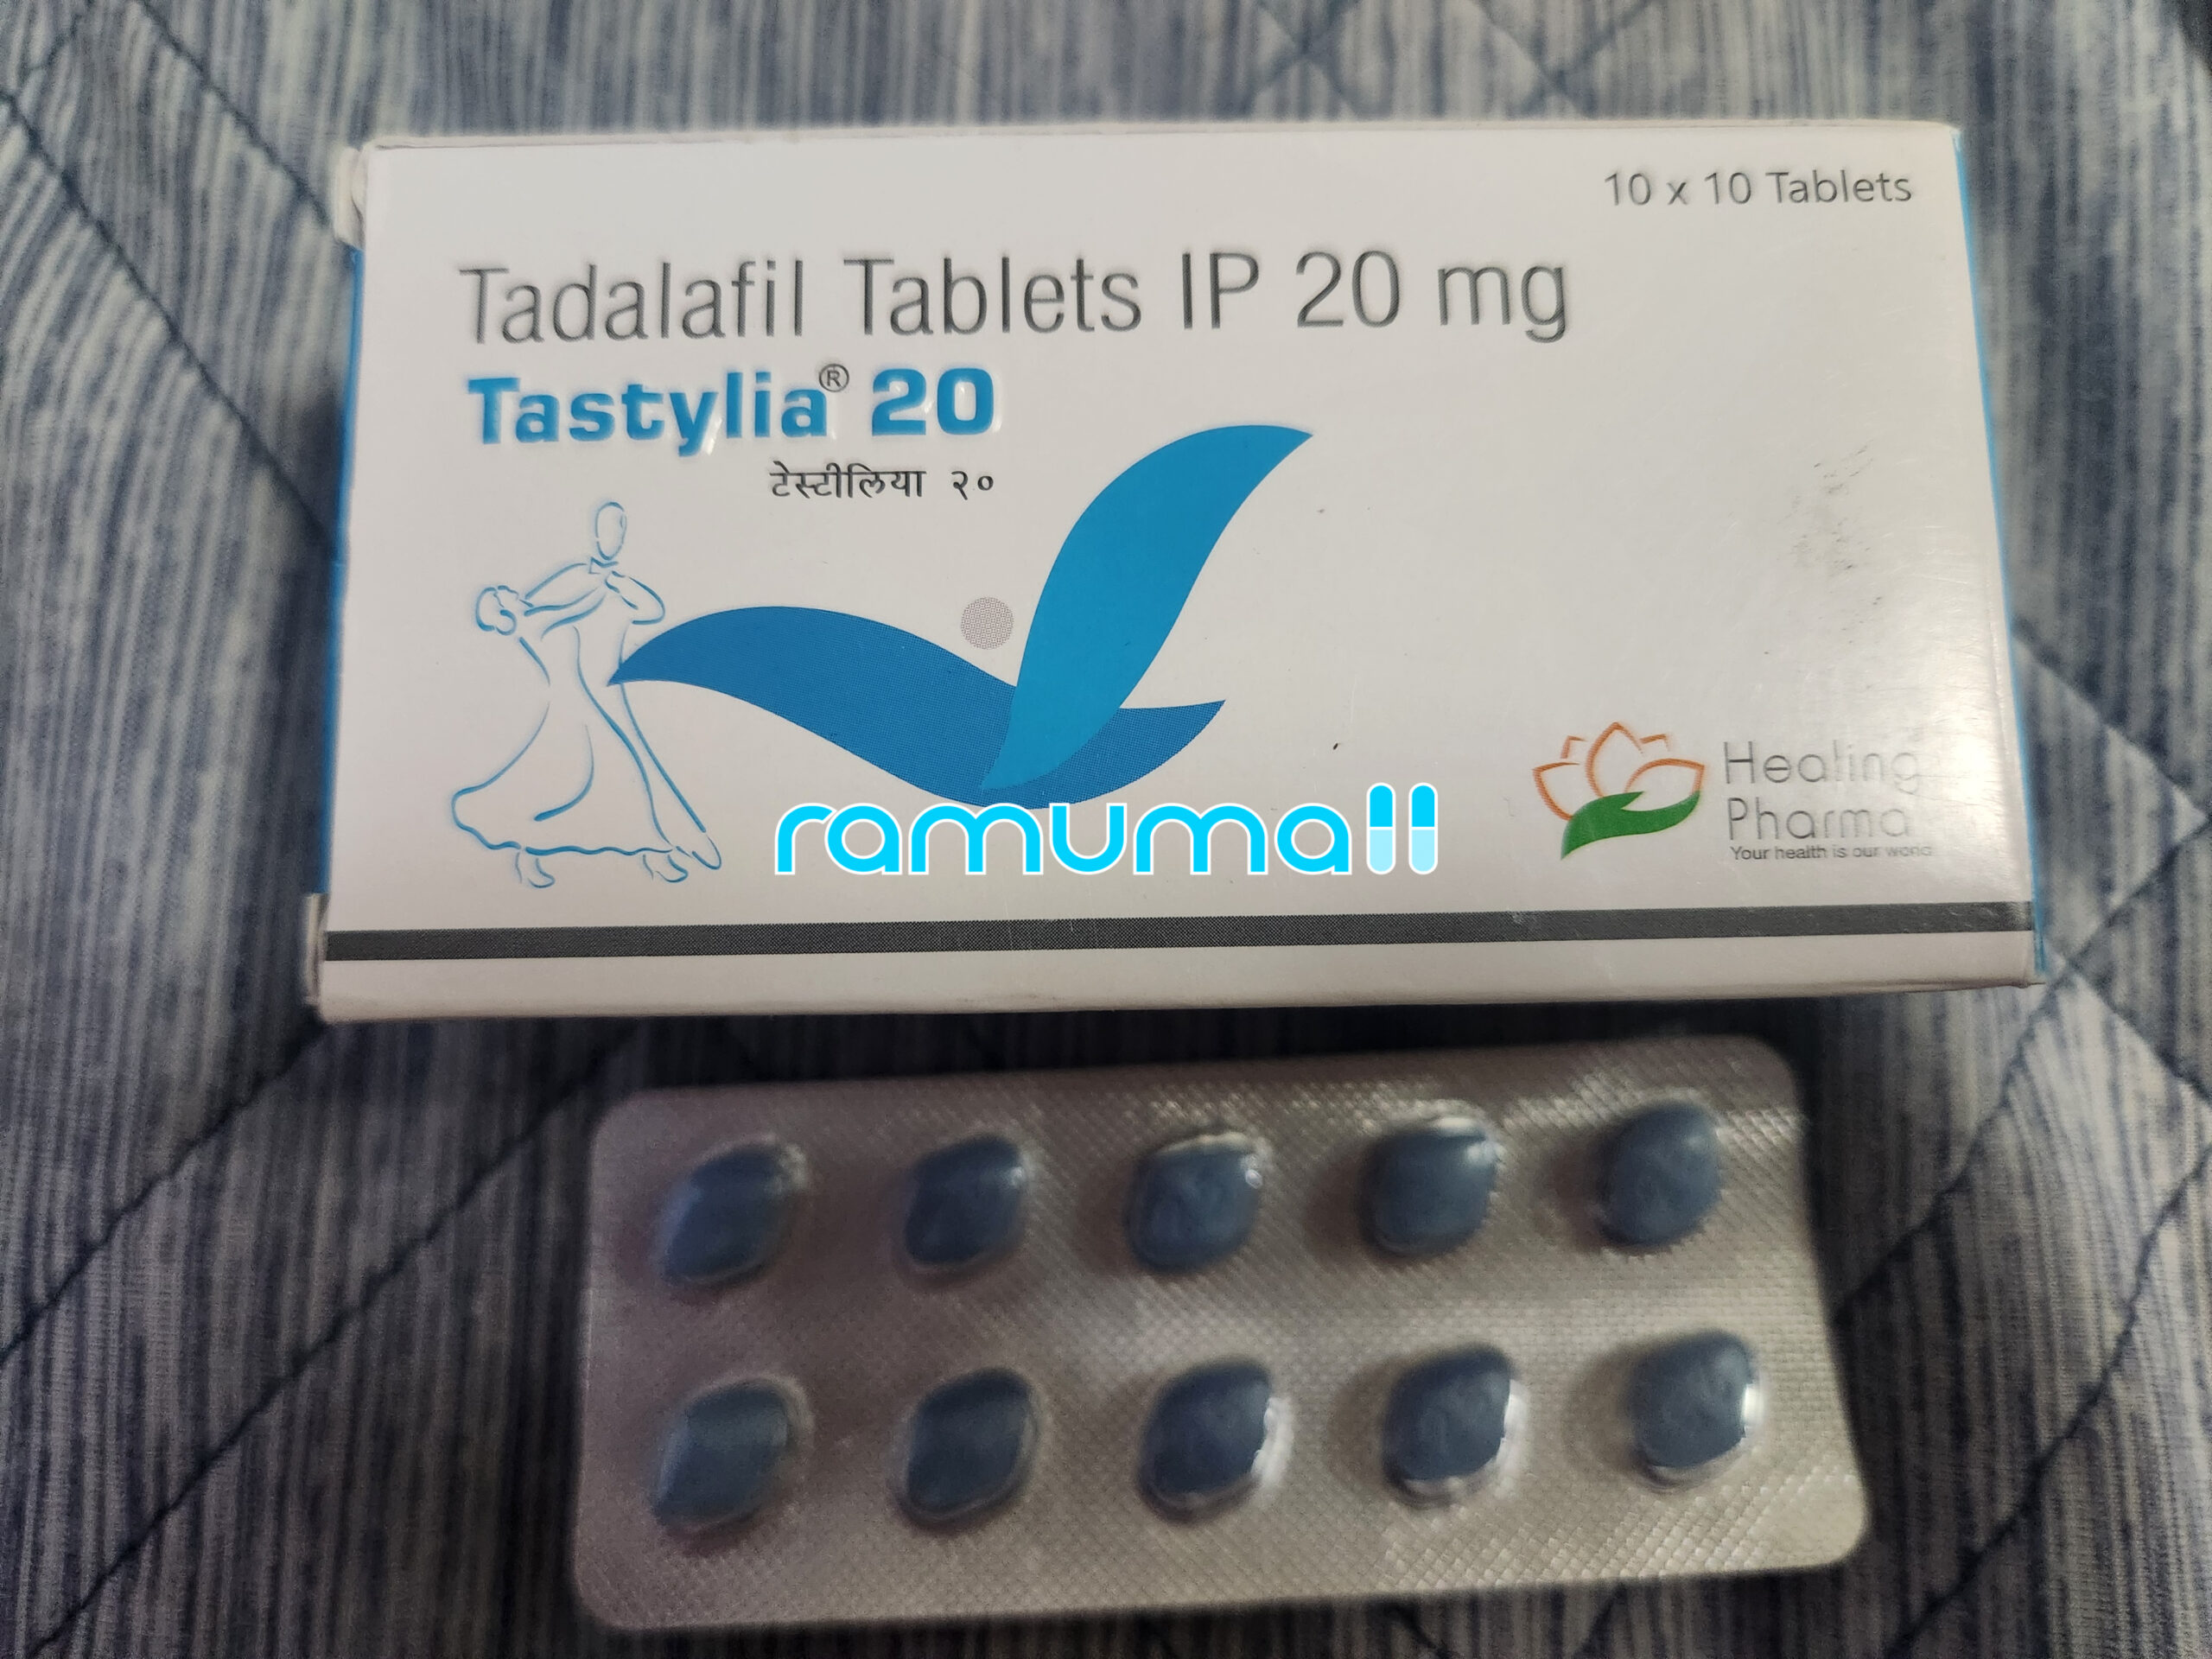 10 x 10 Tablets
Tadalafil Tablets IP 20 mg
Tastylia® 20
टेस्टीलिया २०
ramumall
Healing
Pharma
Your health is our world